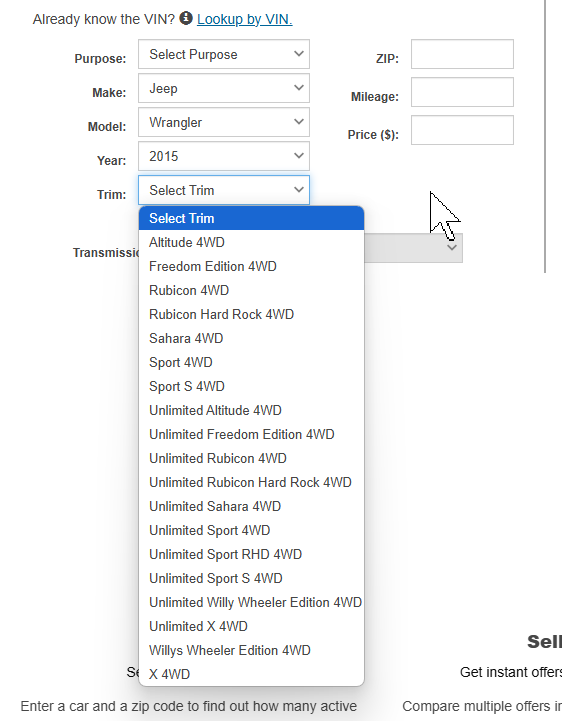 Already know the VIN? Lookup by VIN.
Purpose: Select Purpose
ZIP:
Make: Jeep
Mileage:
Model: Wrangler
Price ($):
Year: 2015
Trim: Select Trim
Select Trim
Altitude 4WD
Transmissi
Freedom Edition 4WD
Rubicon 4WD
Rubicon Hard Rock 4WD
Sahara 4WD
Sport 4WD
Sport S 4WD
Unlimited Altitude 4WD
Unlimited Freedom Edition 4WD
Unlimited Rubicon 4WD
Unlimited Rubicon Hard Rock 4WD
Unlimited Sahara 4WD
Unlimited Sport 4WD
Unlimited Sport RHD 4WD
Unlimited Sport S 4WD
Unlimited Willy Wheeler Edition 4WD
Unlimited X 4WD
Willys Wheeler Edition 4WD
X 4WD
Sell
Get instant offers
Enter a car and a zip code to find out how many active
Compare multiple offers i